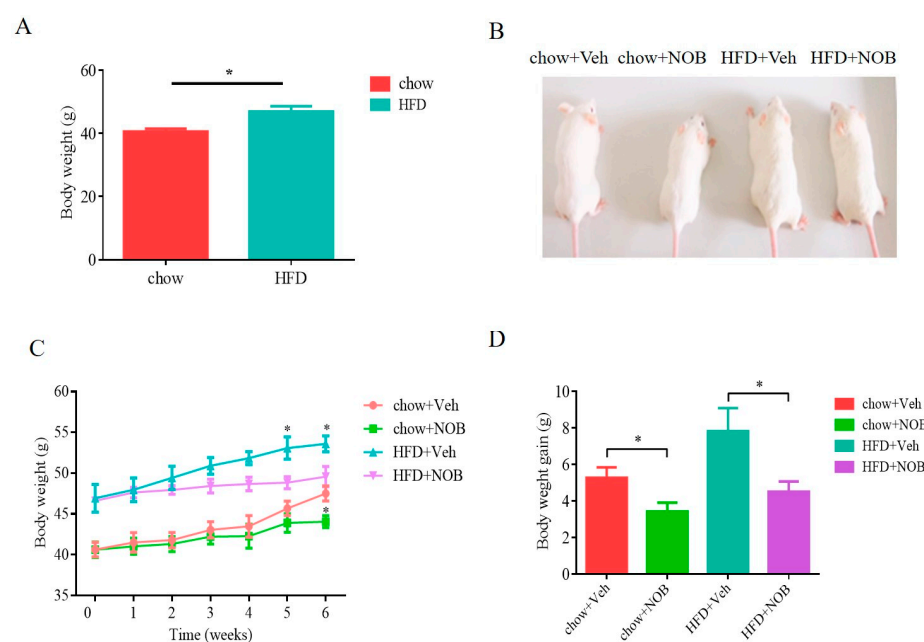 A
60
40
20
0
Body weight (g)
*
chow
HFD
chow
HFD
B
chow+Veh chow+NOB HFD+Veh HFD+NOB
C
60
55
50
45
40
35
Body weight (g)
* *
*
0 1 2 3 4 5 6
Time (weeks)
chow+Veh
chow+NOB
HFD+Veh
HFD+NOB
D
10
8
6
4
2
0
Body weught gain (g)
*
*
chow+Veh
chow+NOB
HFD+Veh
HFD+NOB
chow+Veh
chow+NOB
HFD+Veh
HFD+NOB